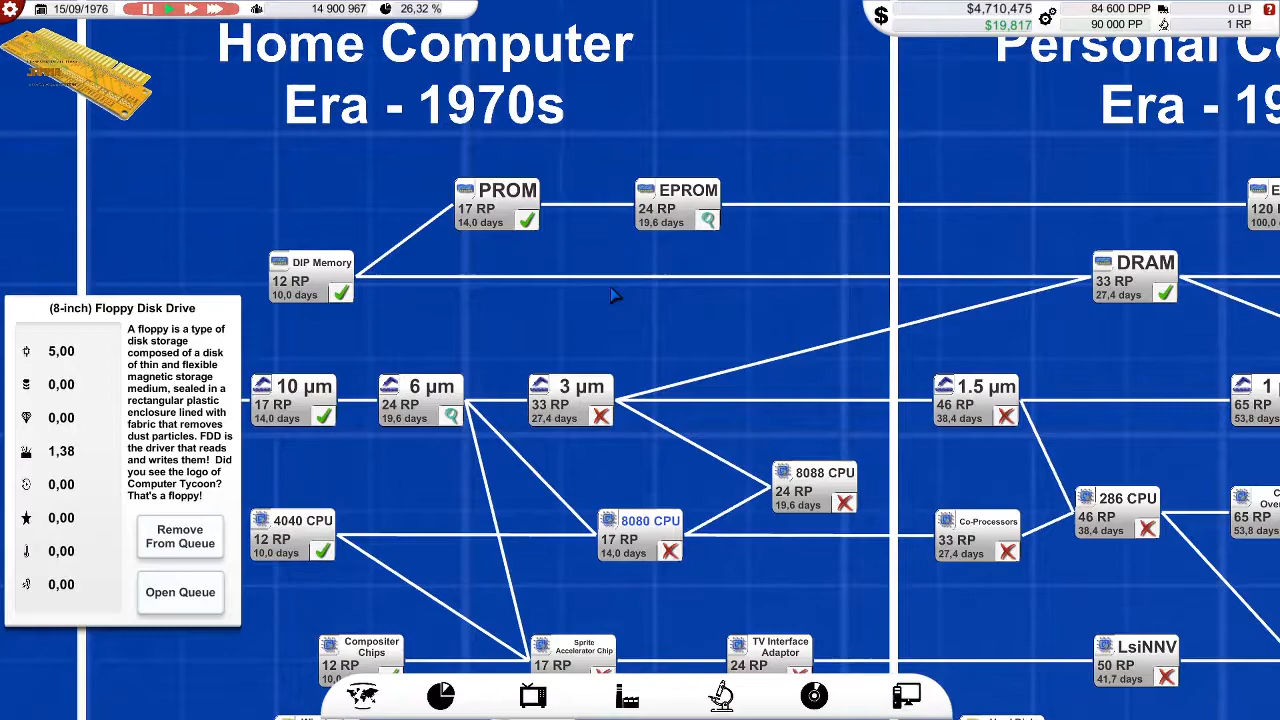 15/09/1976
14 900 967
26,32 %
$4,710,475
$19,817
84 600 DPP
90 000 PP
0 LP
1 RP
Home Computer
Era - 1970s
Era - 19
PROM
17 RP
14,0 days
EPROM
24 RP
19,6 days
120
100,0
DIP Memory
12 RP
10,0 days
DRAM
33 RP
27,4 days
(8-inch) Floppy Disk Drive
5,00
0,00
0,00
1,38
0,00
0,00
0,00
0,00
A floppy is a type of
disk storage
composed of a disk
of thin and flexible
magnetic storage
medium, sealed in a
rectangular plastic
enclosure lined with
fabric that removes
dust particles. FDD is
the driver that reads
and writes them! Did
you see the logo of
Computer Tycoon?
That's a floppy!
Remove
From Queue
Open Queue
10 µm
17 RP
14,0 days
6 µm
24 RP
19,6 days
3 µm
33 RP
27,4 days
1.5 µm
46 RP
38,4 days
1
65 RP
53,8 days
8088 CPU
24 RP
19,6 days
4040 CPU
12 RP
10,0 days
8080 CPU
17 RP
14,0 days
Co-Processors
33 RP
27,4 days
286 CPU
46 RP
38,4 days
65 RP
53,8 days
Compositer
Chips
12 RP
Sprite
Accelerator Chip
17 RP
TV Interface
Adaptor
24 RP
LsiNNV
50 RP
41,7 days